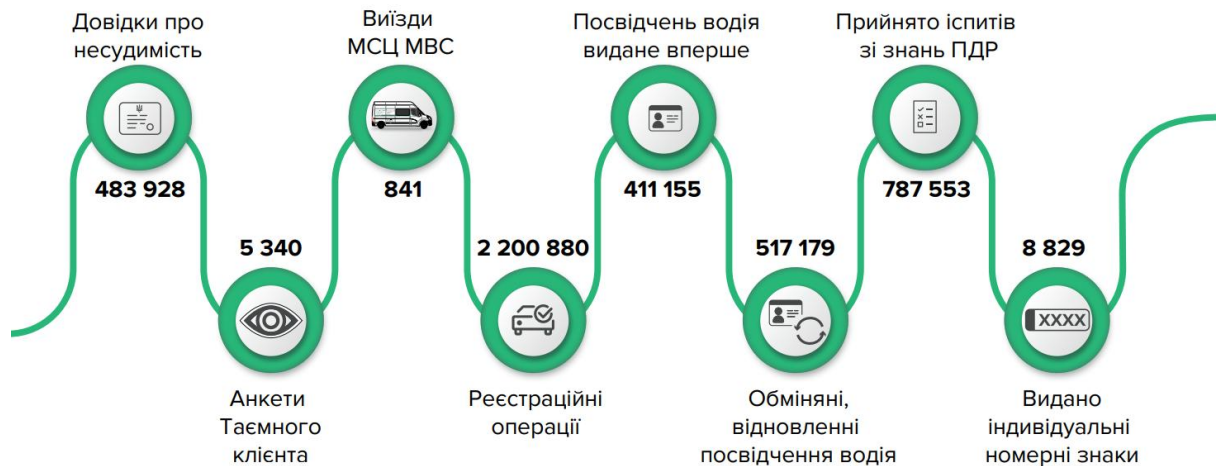 Довідки про
несудимість
483 928
5 340
Анкети
Таємного
клієнта
Виїзди
МСЦ МВС
841
2 200 880
Реєстраційні
операції
Посвідчень водія
видане вперше
411 155
517 179
Обміняні,
відновленні
посвідчення водія
Прийнято іспитів
зі знань ПДР
787 553
8 829
XXXX
Видано
індивідуальні
номерні знаки